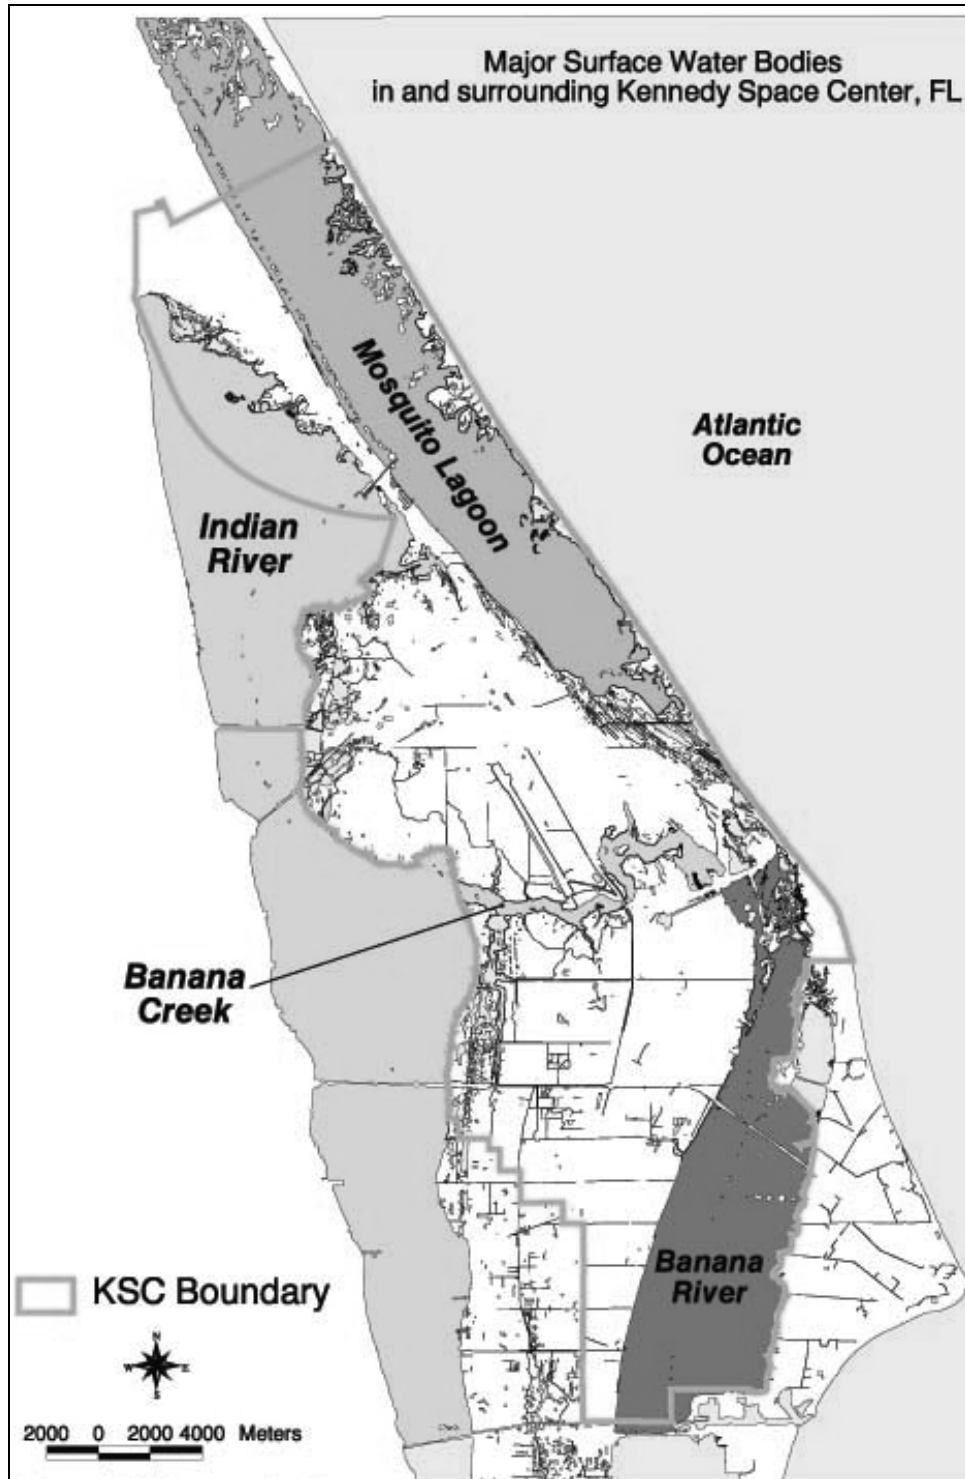 Major Surface Water Bodies
in and surrounding Kennedy Space Center, FL
Mosquito Lagoon
Atlantic
Ocean
Indian
River
Banana
Creek
Banana
River
KSC Boundary
N
W E
S
2000 0 2000 4000 Meters